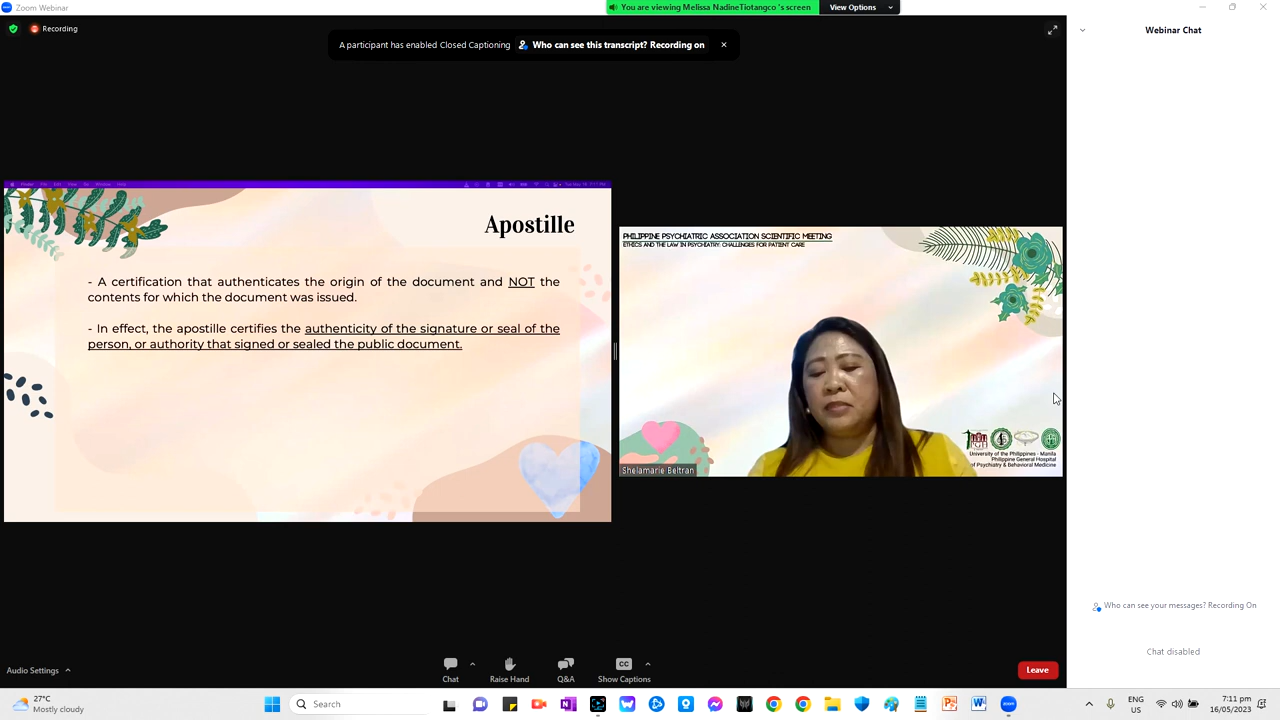 Zoom Webinar
You are viewing Melissa NadineTiotangco 's screen
View Options
Recording
A participant has enabled Closed Captioning
Who can see this transcript? Recording on
Webinar Chat
Apostille
- A certification that authenticates the origin of the document and NOT the
contents for which the document was issued.
- In effect, the apostille certifies the authenticity of the signature or seal of the
person, or authority that signed or sealed the public document.
PHILIPPINE PSYCHIATRIC ASSOCIATION SCIENTIFIC MEETING
ETHICS AND THE LAW IN PSYCHIATRY: CHALLENGES FOR PATIENT CARE
University of the Philippines - Manila
Philippine General Hospital
of Psychiatry & Behavioral Medicine
Shelamarie Beltran
Who can see your messages? Recording On
Chat disabled
Audio Settings
Chat
Raise Hand
Q&A
CC
Show Captions
Leave
27°C
Mostly cloudy
Search
ENG
US
7:11 pm
16/05/2023